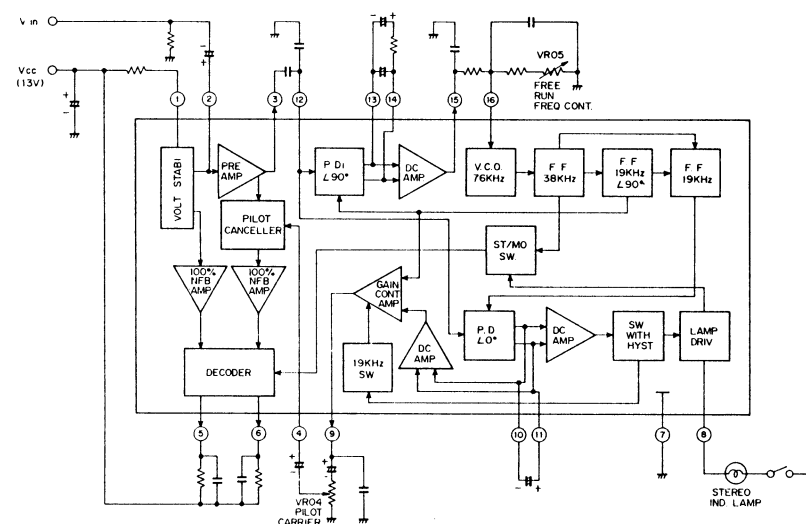 V in
Vcc
(13V)
VR05
FREE
RUN
FREQ CONT.
1
2
3
12
13
14
15
16
VOLT STABI
PRE
AMP
P. Di
∠90°
DC
AMP
V.C.O.
76KHz
F F
38KHz
F F
19KHz
∠90°
F. F
19KHz
PILOT
CANCELLER
ST/MO
SW.
100%
NFB
AMP
100%
NFB
AMP
GAIN
CONT
AMP
DC
AMP
P. D
∠0°
DC
AMP
SW
WITH
HYST
LAMP
DRIV
19KHz
SW
DECODER
5
6
4
9
10
11
7
8
VR04
PILOT
CARRIER
STEREO
IND. LAMP